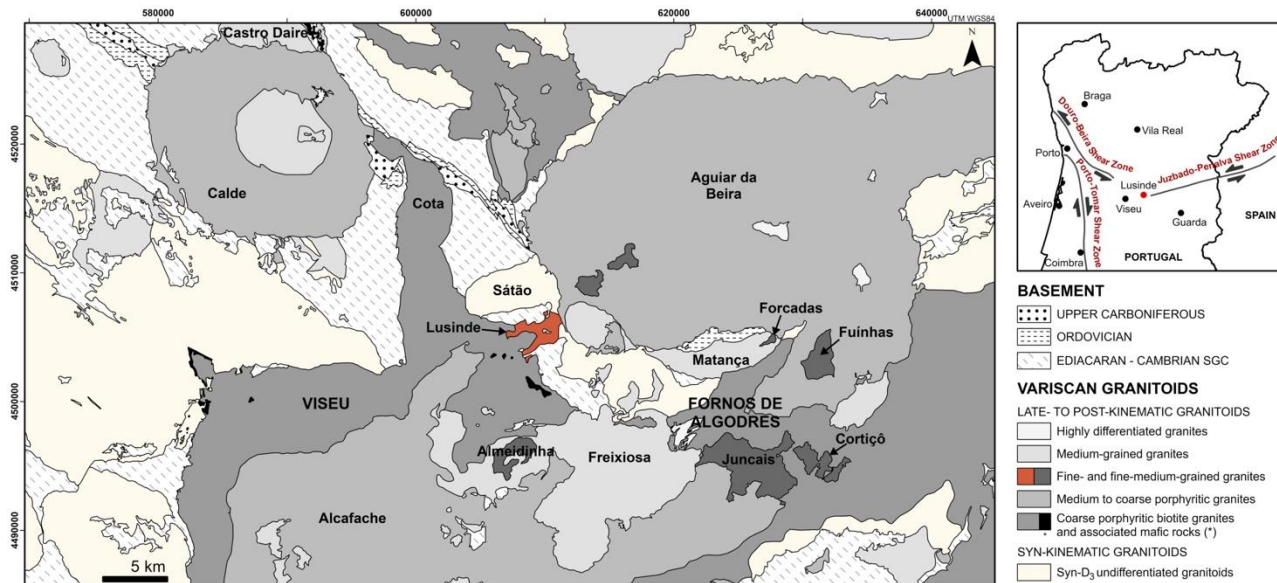 580000
600000
620000
640000
UTM WGS84
N
4520000
4510000
4500000
4490000
Castro Daire
Calde
Cota
Aguiar da
Beira
Sátão
Lusinde
Forcadas
Fuínhas
Matança
VISEU
FORNOS DE
ALGODRES
Almeidinha
Freixiosa
Juncais
Cortiçô
Alcafache
5 km
Braga
Vila Real
Douro-Beira Shear Zone
Porto
Juzbado-Penalva Shear Zone
Lusinde
Porto-Tomar Shear Zone
Aveiro
Viseu
Guarda
SPAIN
Coimbra
PORTUGAL
BASEMENT
UPPER CARBONIFEROUS
ORDOVICIAN
EDIACARAN - CAMBRIAN SGC
VARISCAN GRANITOIDS
LATE- TO POST-KINEMATIC GRANITOIDS
Highly differentiated granites
Medium-grained granites
Fine- and fine-medium-grained granites
Medium to coarse porphyritic granites
Coarse porphyritic biotite granites
and associated mafic rocks (*)
SYN-KINEMATIC GRANITOIDS
Syn-D3 undifferentiated granitoids